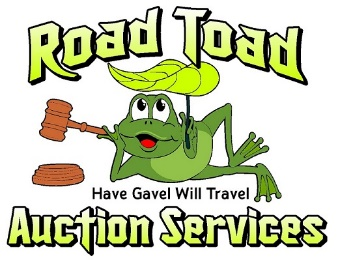 Road Toad
Have Gavel Will Travel
Auction Services